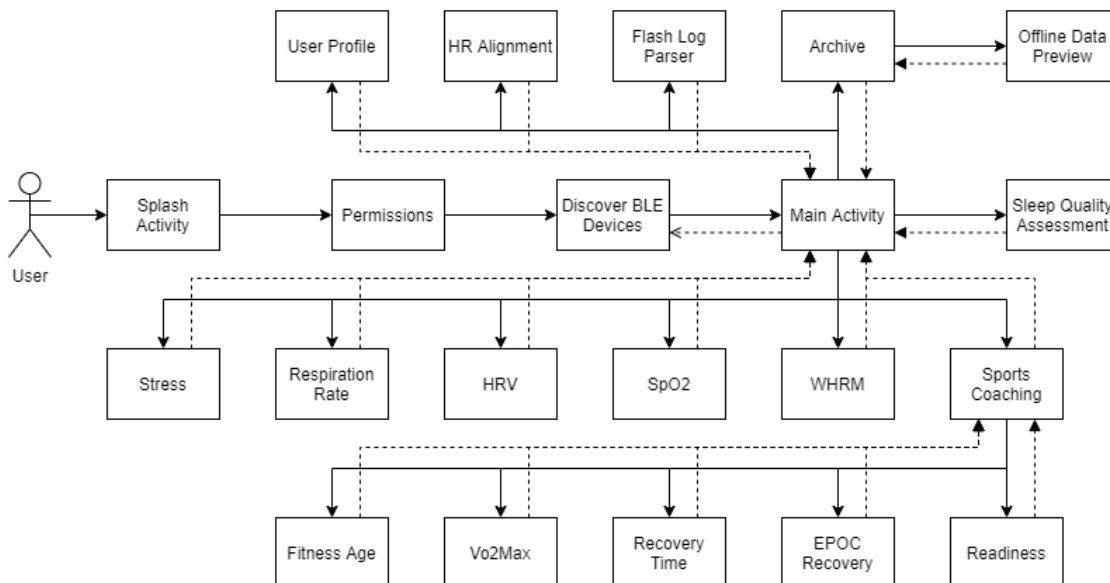 User Profile
HR Alignment
Flash Log
Parser
Archive
Offline Data
Preview
Splash
Activity
Permissions
Discover BLE
Devices
Main Activity
Sleep Quality
Assessment
User
Stress
Respiration
Rate
HRV
SpO2
WHRM
Sports
Coaching
Fitness Age
Vo2Max
Recovery
Time
EPOC
Recovery
Readiness